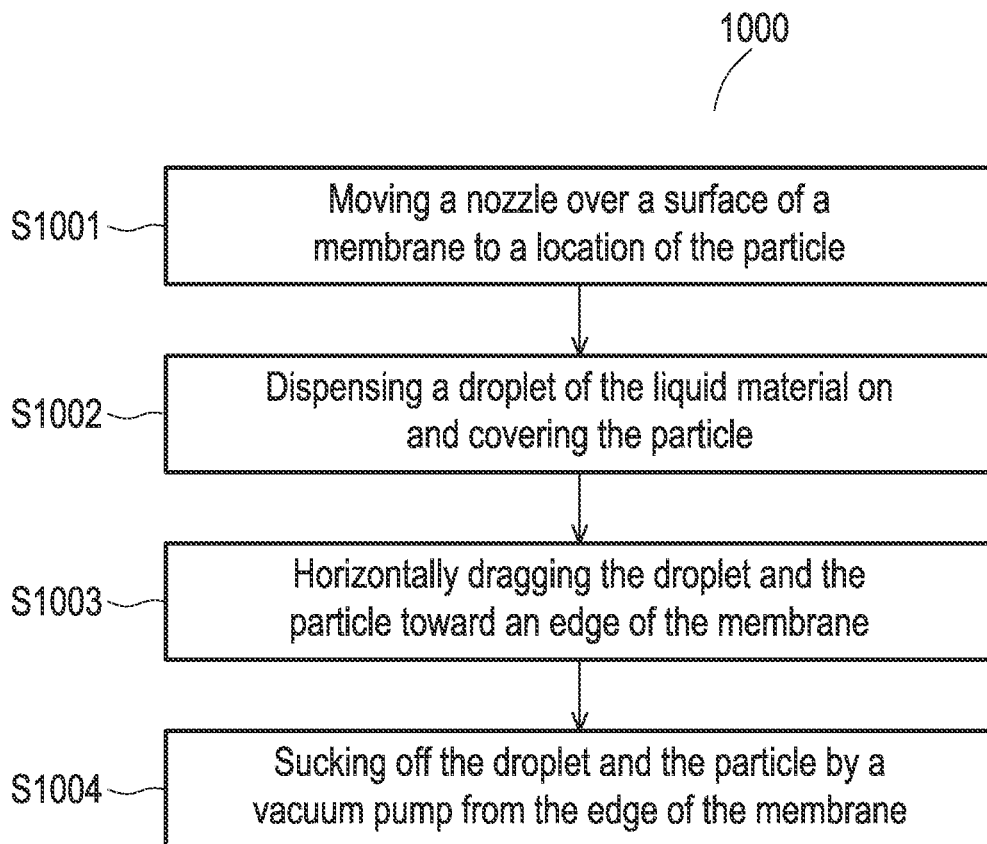 1000
S1001
Moving a nozzle over a surface of a
membrane to a location of the particle
S1002
Dispensing a droplet of the liquid material on
and covering the particle
S1003
Horizontally dragging the droplet and the
particle toward an edge of the membrane
S1004
Sucking off the droplet and the particle by a
vacuum pump from the edge of the membrane